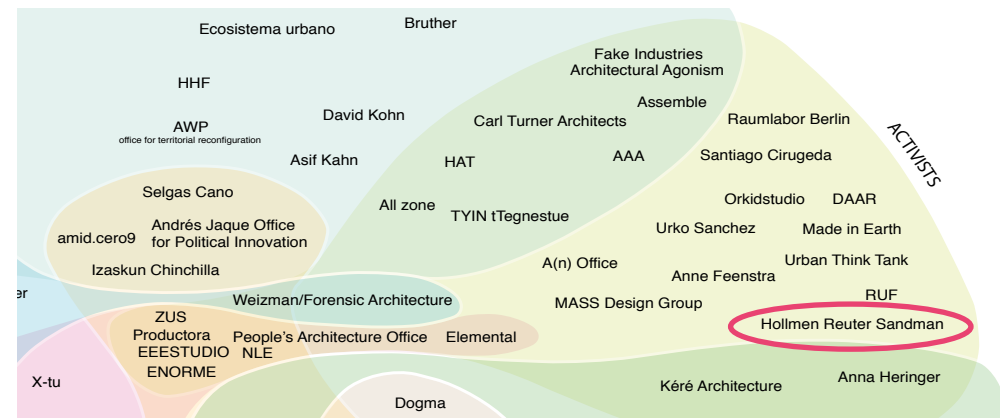 Ecosistema urbano
Bruther
Fake Industries
Architectural Agonism
HHF
Assemble
David Kohn
Carl Turner Architects
Raumlabor Berlin
AWP
office for territorial reconfiguration
ACTIVISTS
Asif Kahn
HAT
AAA
Santiago Cirugeda
Selgas Cano
All zone
TYIN tTegnestue
Orkidstudio
DAAR
amid.cero9
Andrés Jaque Office
for Political Innovation
Urko Sanchez
Made in Earth
Izaskun Chinchilla
A(n) Office
Anne Feenstra
Urban Think Tank
er
Weizman/Forensic Architecture
MASS Design Group
RUF
ZUS
Hollmen Reuter Sandman
Productora
People's Architecture Office
Elemental
EEESTUDIO
NLE
ENORME
X-tu
Kéré Architecture
Anna Heringer
Dogma